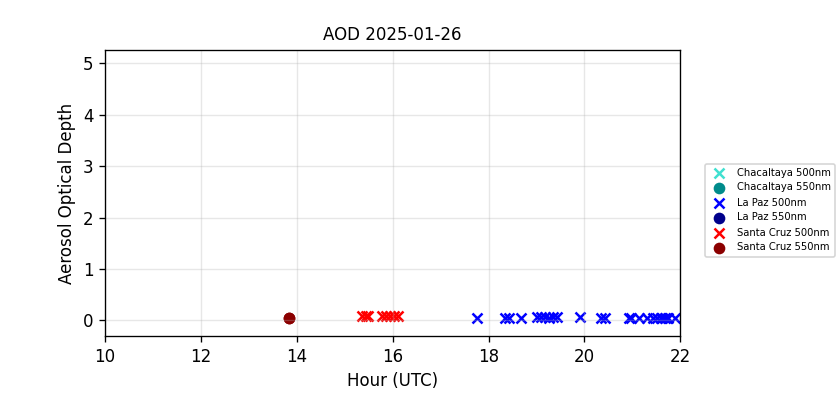 AOD 2025-01-26
Aerosol Optical Depth
5
4
3
2
1
0
10 12 14 16 18 20 22
Hour (UTC)
Chacaltaya 500nm
Chacaltaya 550nm
La Paz 500nm
La Paz 550nm
Santa Cruz 500nm
Santa Cruz 550nm